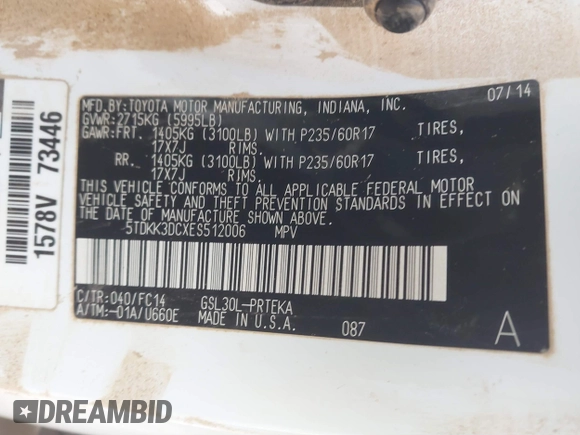 MFD.BY:TOYOTA MOTOR MANUFACTURING, INDIANA, INC. 07/14
GVWR:2715KG (5995LB)
GAWR:FRT. 1405KG (3100LB) WITH P235/60R17 TIRES,
17X7J RIMS.
RR. 1405KG (3100LB) WITH P235/60R17 TIRES,
17X7J RIMS.
THIS VEHICLE CONFORMS TO ALL APPLICABLE FEDERAL MOTOR
VEHICLE SAFETY AND THEFT PREVENTION STANDARDS IN EFFECT
ON THE DATE OF MANUFACTURE SHOWN ABOVE.
5TDKK3DCXES512006 MPV
C/TR:040/FC14 GSL30L-PRTEKA
A/TM:-01A/U660E MADE IN U.S.A. 087 A
1578V 73446
DREAMBID